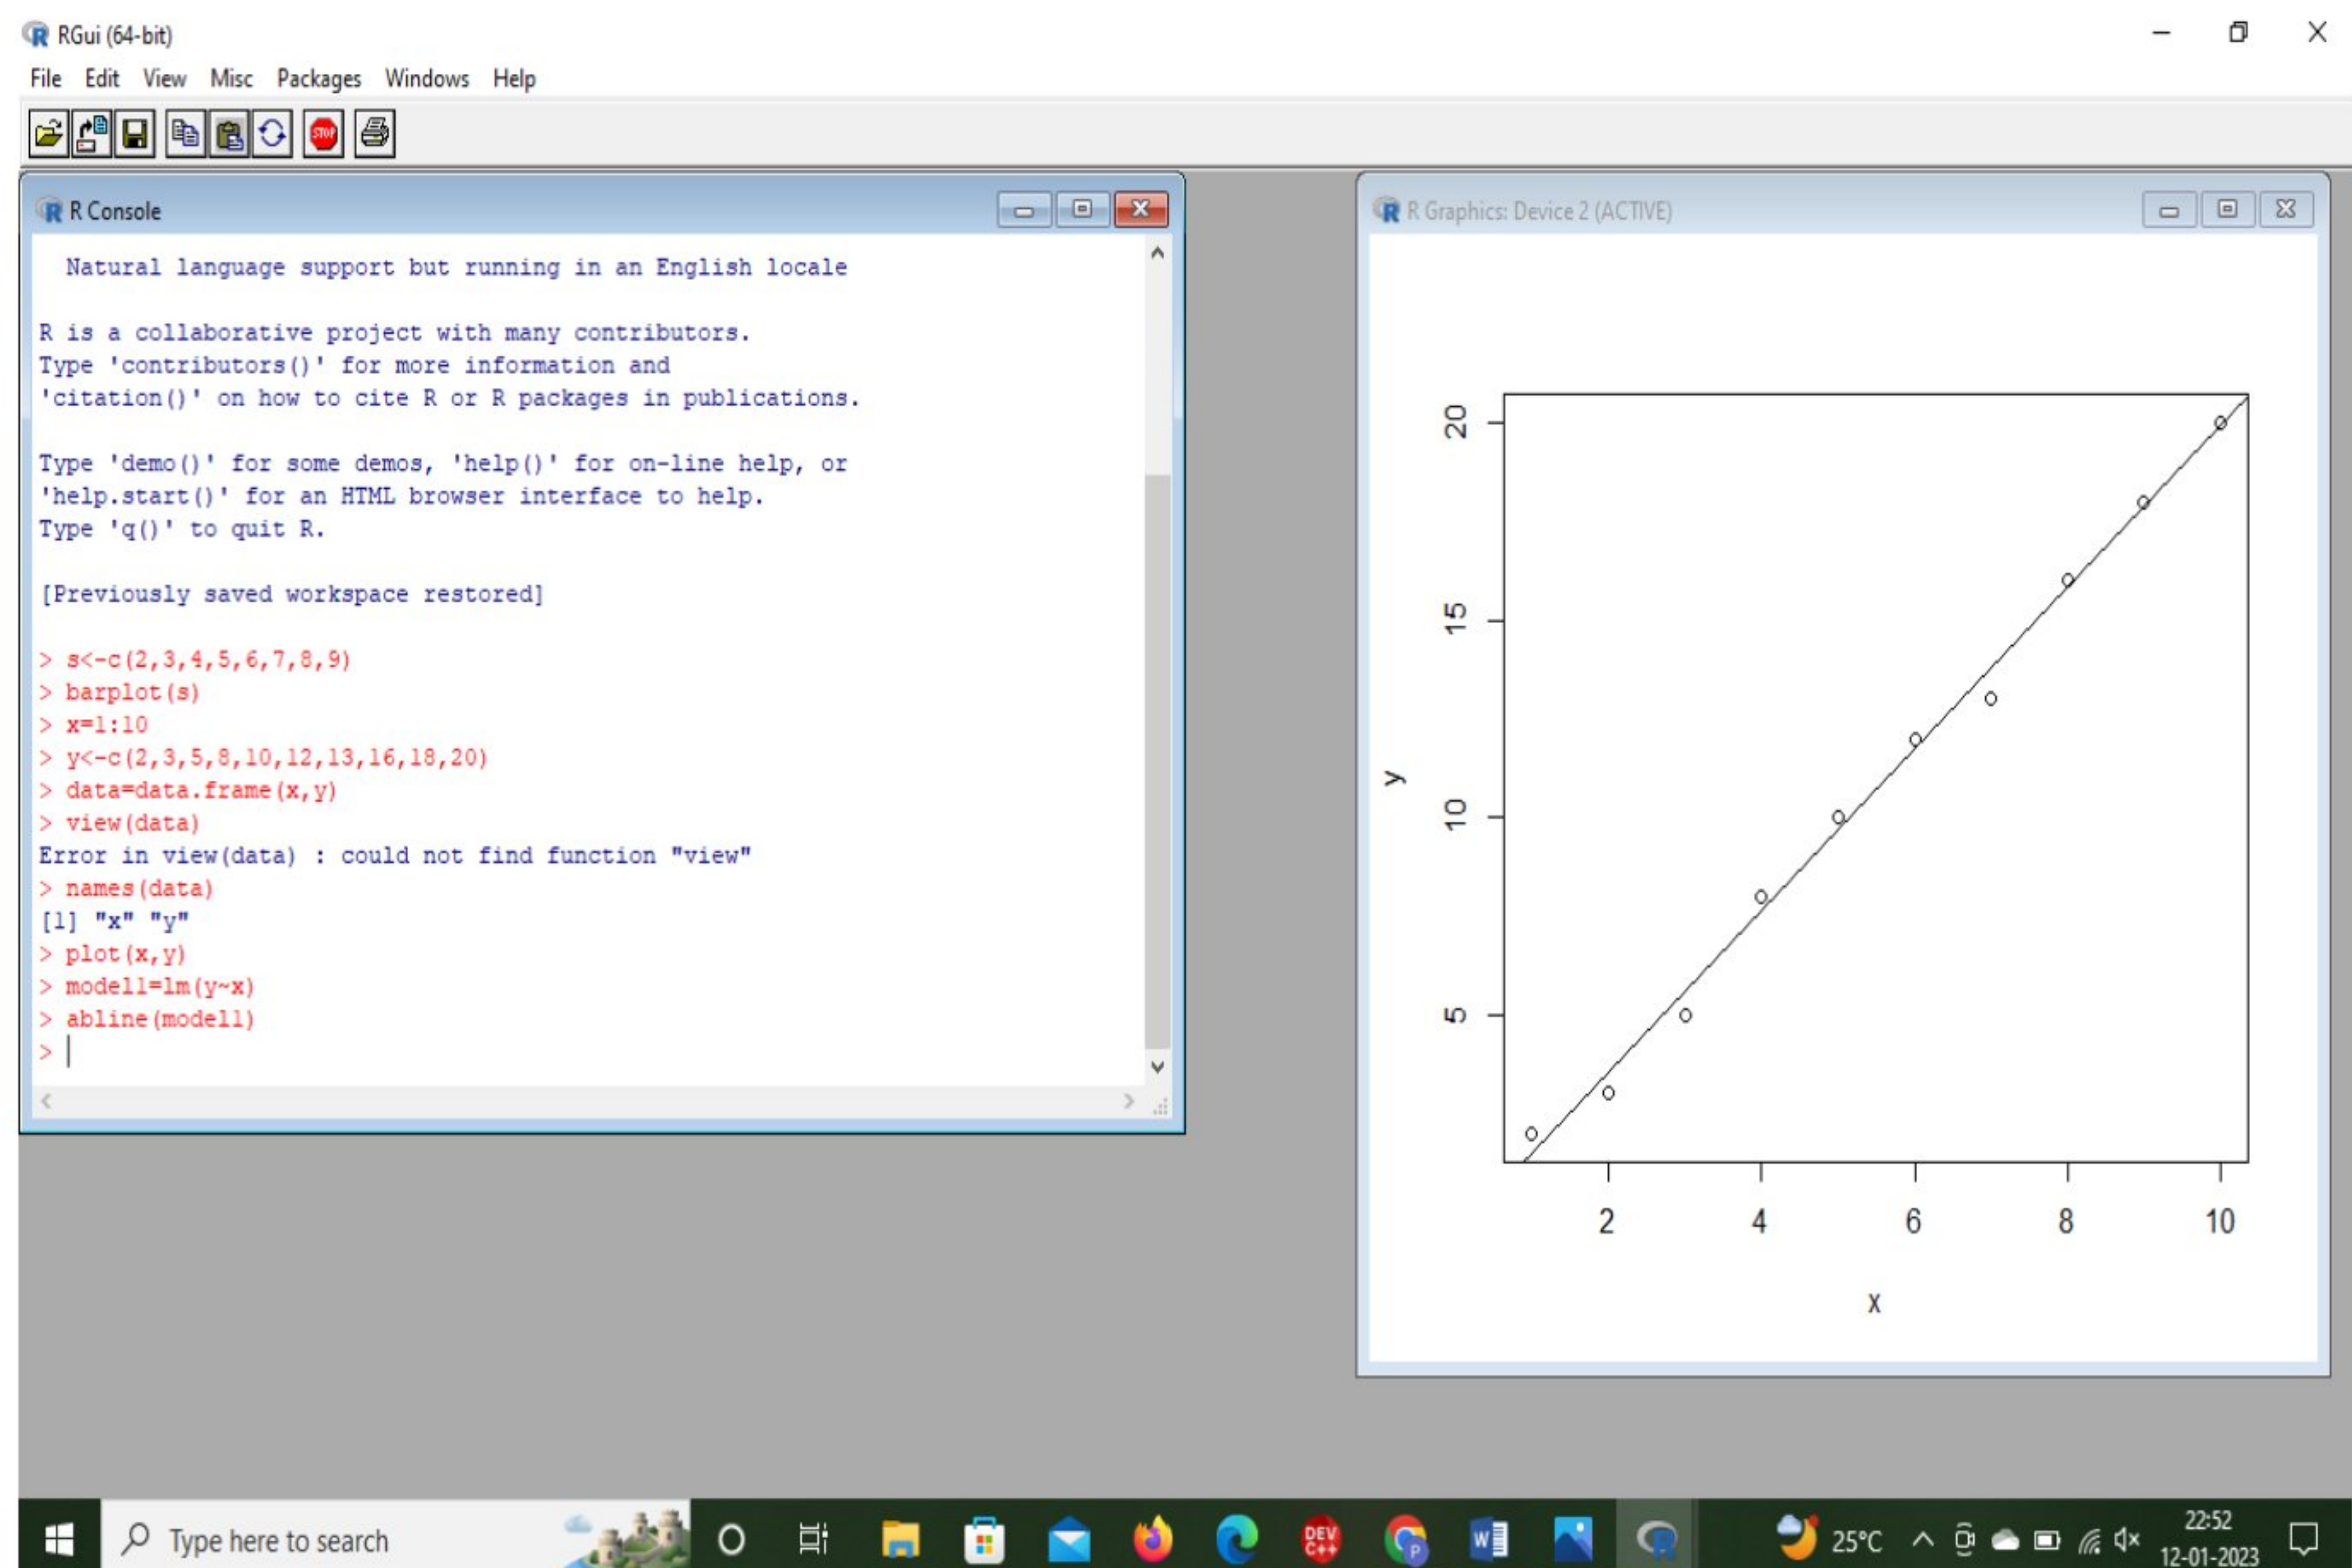 RGui (64-bit)
File Edit View Misc Packages Windows Help
STOP
R Console
Natural language support but running in an English locale
R is a collaborative project with many contributors.
Type 'contributors()' for more information and
'citation()' on how to cite R or R packages in publications.
Type 'demo()' for some demos, 'help()' for on-line help, or
'help.start()' for an HTML browser interface to help.
Type 'q()' to quit R.
[Previously saved workspace restored]
> s<-c(2,3,4,5,6,7,8,9)
> barplot(s)
> x=1:10
> y<-c(2,3,5,8,10,12,13,16,18,20)
> data=data.frame(x,y)
> view(data)
Error in view(data) : could not find function "view"
> names(data)
[1] "x" "y"
> plot(x,y)
> model1=lm(y~x)
> abline(model1)
>
R Graphics: Device 2 (ACTIVE)
20
15
10
5
y
2 4 6 8 10
x
Type here to search
DEV C++
P
W
25°C
22:52
12-01-2023